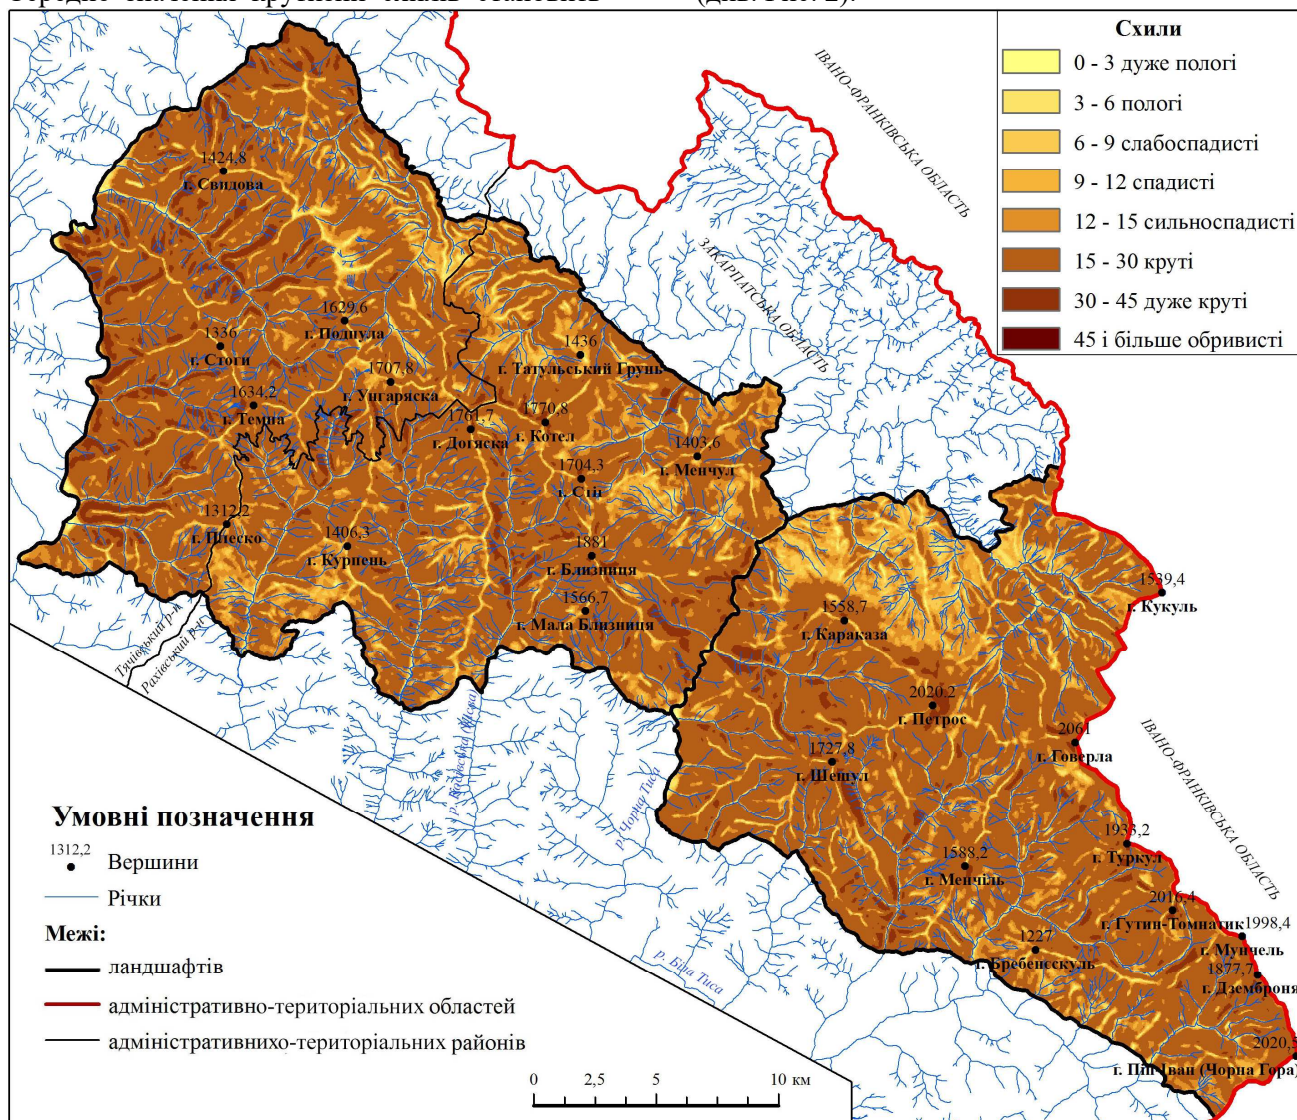 Схили
0 - 3 дуже пологі
3 - 6 пологі
6 - 9 слабоспадисті
9 - 12 спадисті
12 - 15 сильноспадисті
15 - 30 круті
30 - 45 дуже круті
45 і більше обривисті
ІВАНО-ФРАНКІВСЬКА ОБЛАСТЬ
ЗАКАРПАТСЬКА ОБЛАСТЬ
1424,8
г. Свидова
1629,6
г. Подпула
1336
г. Стоги
1436
г. Татульський Грунь
1707,8
г. Унгаряска
1634,2
г. Темпа
1761,7
г. Догяска
1770,8
г. Котел
1403,6
г. Менчул
1704,3
г. Стіг
1312,2
г. Плеско
1406,3
г. Курпень
1881
г. Близниця
1566,7
г. Мала Близниця
1539,4
г. Кукуль
1558,7
г. Караказа
Тячівський р-н
Рахівський р-н
2020,2
г. Петрос
2061
г. Говерла
1727,8
г. Шешул
ІВАНО-ФРАНКІВСЬКА ОБЛАСТЬ
р. Чорна Тиса
1933,2
г. Туркул
1588,2
г. Менчіль
2016,4
г. Гутин-Томнатик
1998,4
г. Мунчель
1227
г. Бребенєскуль
1877,7
г. Дземброня
р. Біла Тиса
2020,5
г. Піп Іван (Чорна Гора)
Умовні позначення
1312,2
Вершини
Річки
Межі:
ландшафтів
адміністративно-територіальних областей
адміністративнихо-територіальних районів
0 2,5 5 10 км